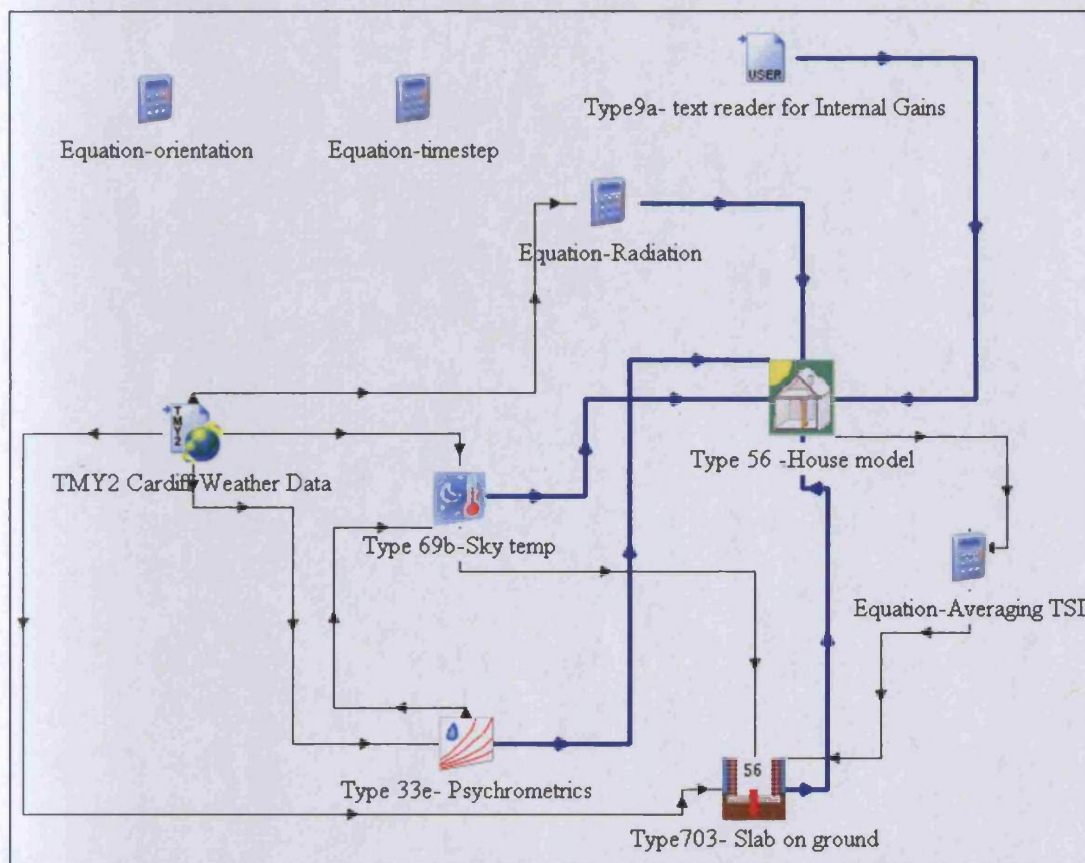 USER
Type9a- text reader for Internal Gains
Equation-orientation
Equation-timestep
Equation-Radiation
TMY2
TMY2 Cardiff Weather Data
Type 56 -House model
Type 69b-Sky temp
Equation-Averaging TSI
Type 33e- Psychrometrics
56
Type703- Slab on ground